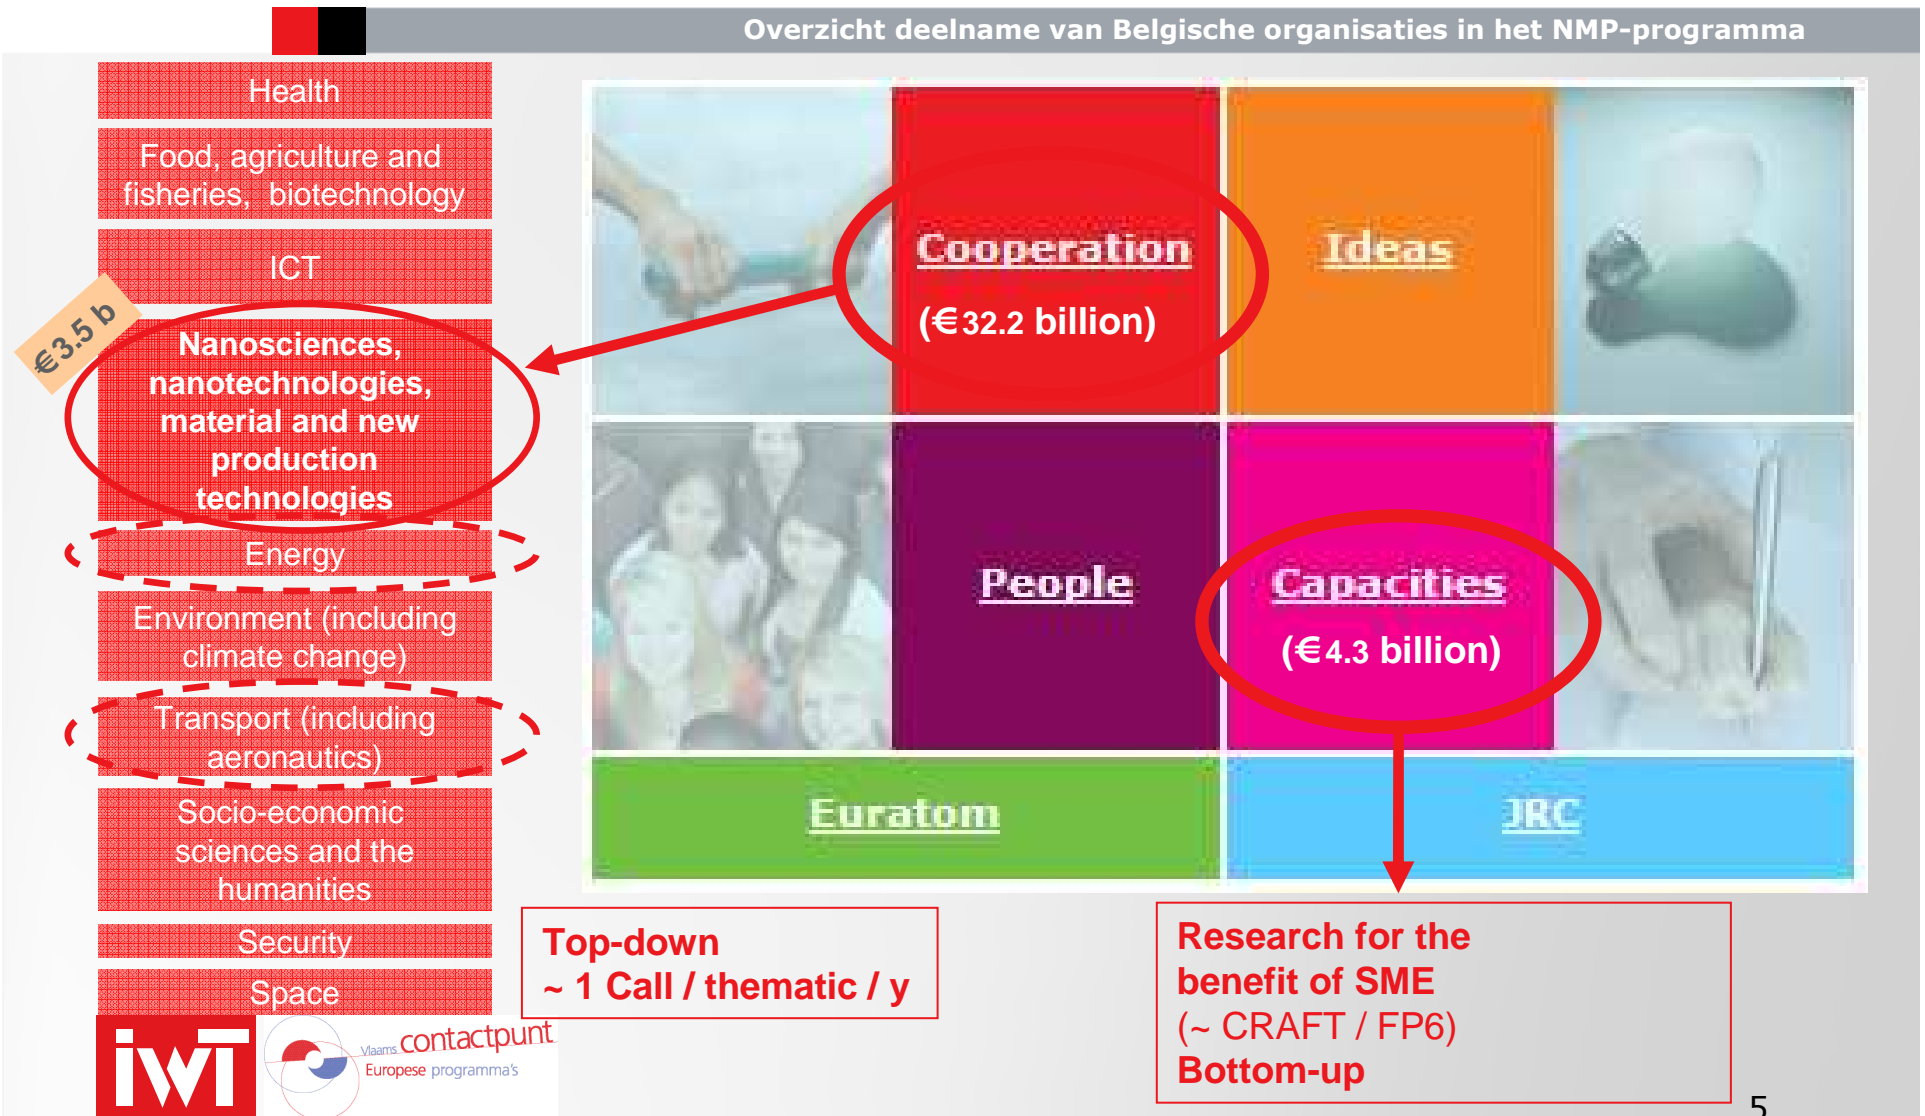 Overzicht deelname van Belgische organisaties in het NMP-programma
Health
Food, agriculture and
fisheries, biotechnology
ICT
€3.5 b
Nanosciences,
nanotechnologies,
material and new
production
technologies
Energy
Environment (including
climate change)
Transport (including
aeronautics)
Socio-economic
sciences and the
humanities
Security
Space
Cooperation
(€32.2 billion)
Ideas
People
Capacities
(€4.3 billion)
Euratom
JRC
Top-down
~ 1 Call / thematic / y
Research for the
benefit of SME
(~ CRAFT / FP6)
Bottom-up
iwT
Vlaams contactpunt
Europese programma's
5